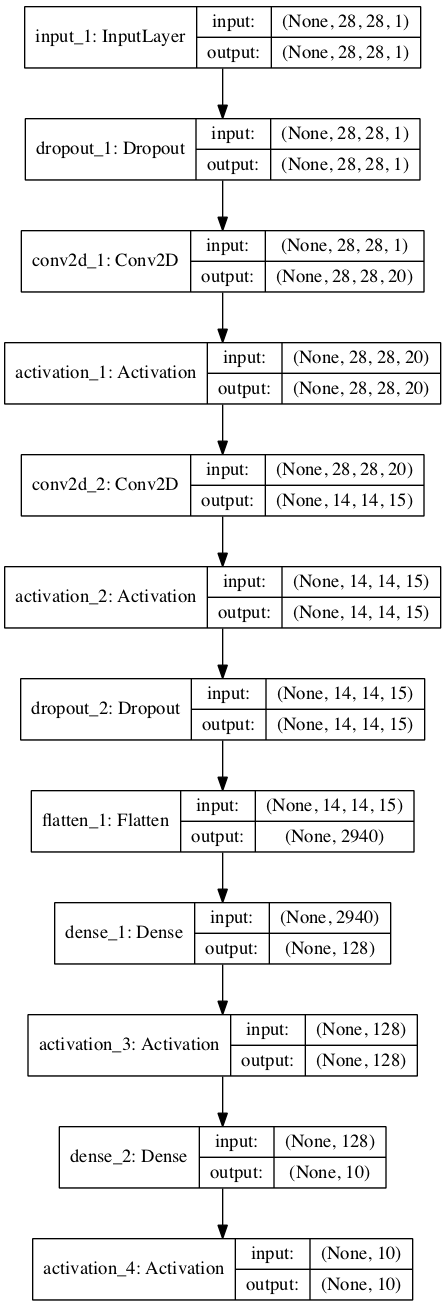 input_1: InputLayer
input: (None, 28, 28, 1)
output: (None, 28, 28, 1)
dropout_1: Dropout
input: (None, 28, 28, 1)
output: (None, 28, 28, 1)
conv2d_1: Conv2D
input: (None, 28, 28, 1)
output: (None, 28, 28, 20)
activation_1: Activation
input: (None, 28, 28, 20)
output: (None, 28, 28, 20)
conv2d_2: Conv2D
input: (None, 28, 28, 20)
output: (None, 14, 14, 15)
activation_2: Activation
input: (None, 14, 14, 15)
output: (None, 14, 14, 15)
dropout_2: Dropout
input: (None, 14, 14, 15)
output: (None, 14, 14, 15)
flatten_1: Flatten
input: (None, 14, 14, 15)
output: (None, 2940)
dense_1: Dense
input: (None, 2940)
output: (None, 128)
activation_3: Activation
input: (None, 128)
output: (None, 128)
dense_2: Dense
input: (None, 128)
output: (None, 10)
activation_4: Activation
input: (None, 10)
output: (None, 10)